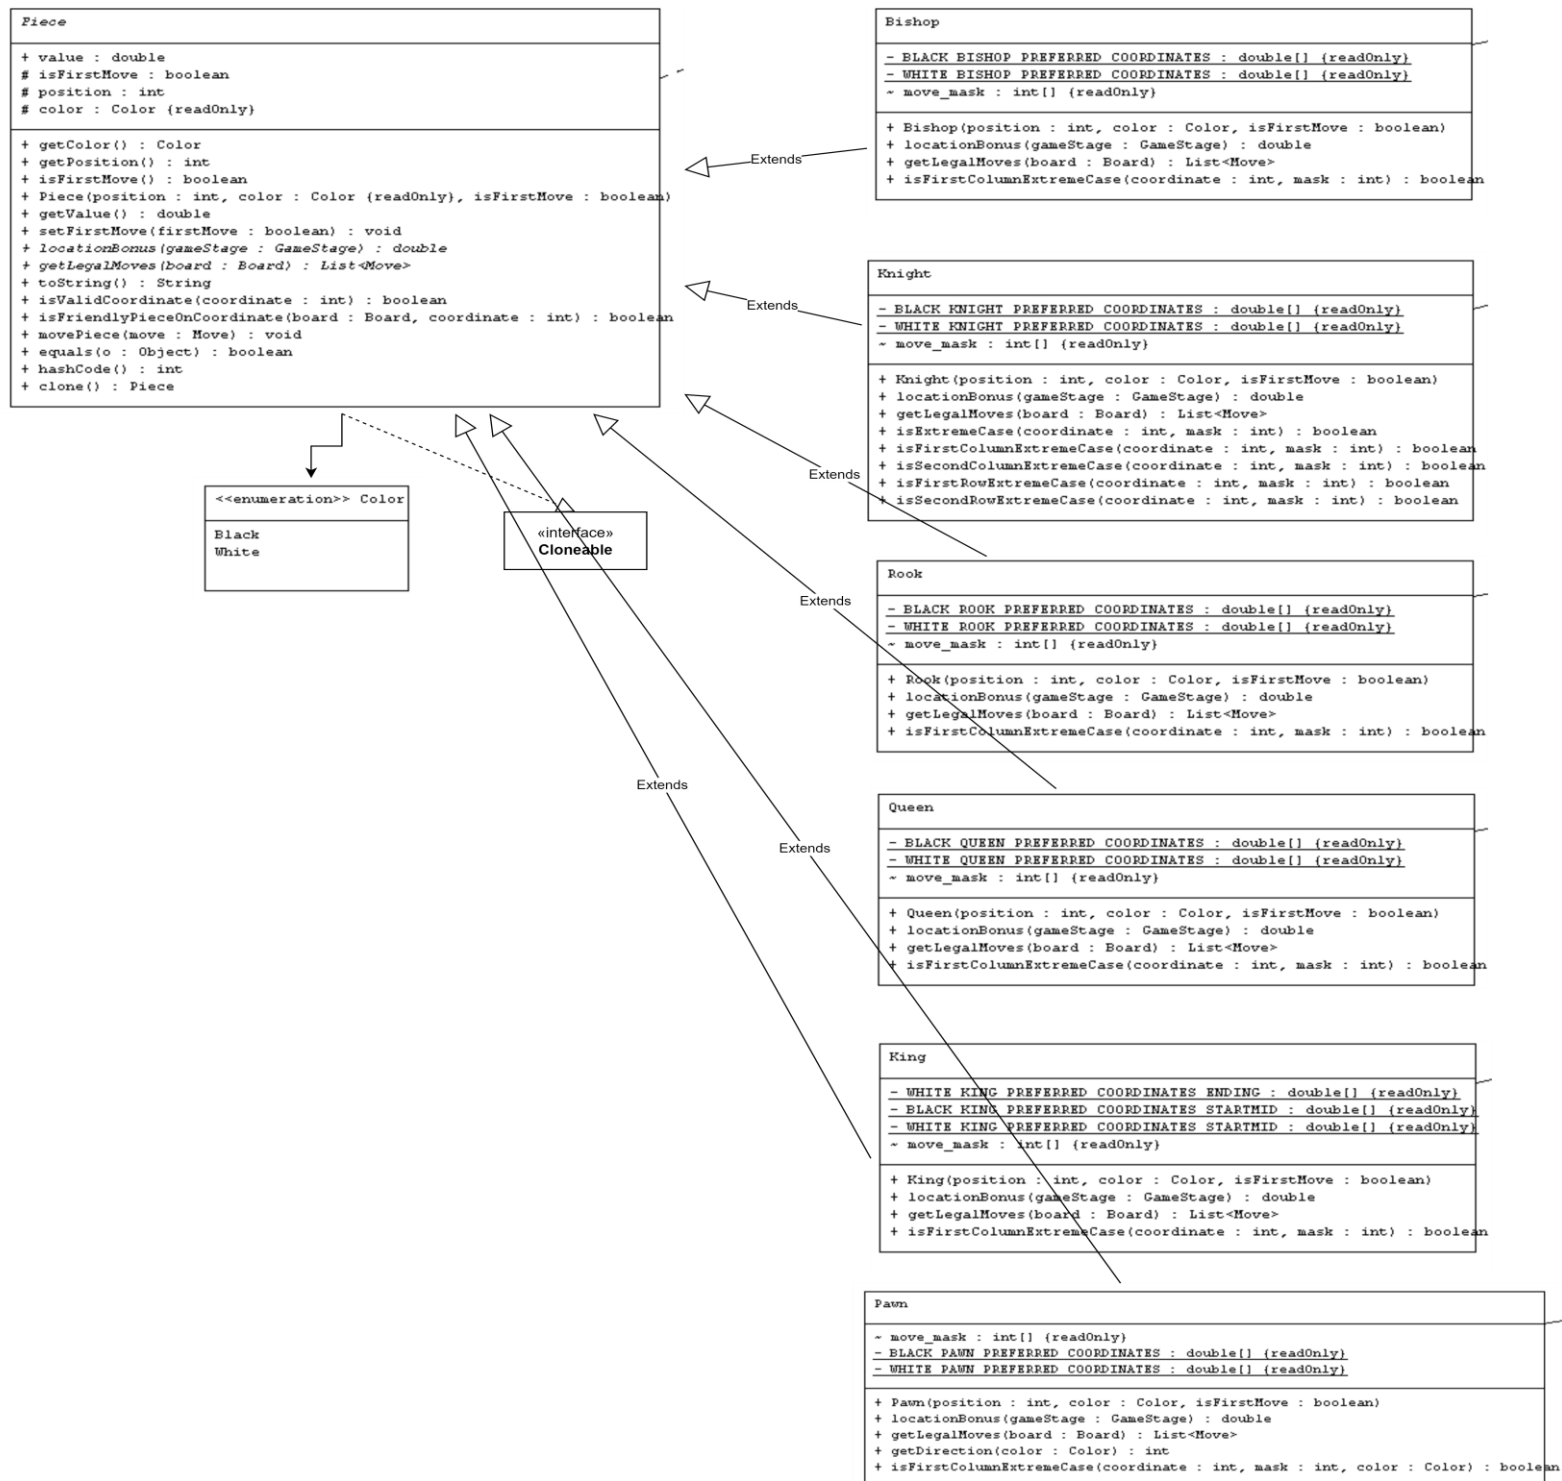 Piece
+ value : double
# isFirstMove : boolean
# position : int
# color : Color {readOnly}
+ getColor() : Color
+ getPosition() : int
+ isFirstMove() : boolean
+ Piece(position : int, color : Color {readOnly}, isFirstMove : boolean)
+ getValue() : double
+ setFirstMove(firstMove : boolean) : void
+ locationBonus(gameStage : GameStage) : double
+ getLegalMoves(board : Board) : List<Move>
+ toString() : String
+ isValidCoordinate(coordinate : int) : boolean
+ isFriendlyPieceOnCoordinate(board : Board, coordinate : int) : boolean
+ movePiece(move : Move) : void
+ equals(o : Object) : boolean
+ hashCode() : int
+ clone() : Piece
<<enumeration>> Color
Black
White
«interface»
Cloneable
Extends
Extends
Extends
Extends
Extends
Extends
Bishop
- BLACK BISHOP PREFERRED COORDINATES : double[] {readOnly}
- WHITE BISHOP PREFERRED COORDINATES : double[] {readOnly}
~ move_mask : int[] {readOnly}
+ Bishop(position : int, color : Color, isFirstMove : boolean)
+ locationBonus(gameStage : GameStage) : double
+ getLegalMoves(board : Board) : List<Move>
+ isFirstColumnExtremeCase(coordinate : int, mask : int) : boolean
Knight
- BLACK KNIGHT PREFERRED COORDINATES : double[] {readOnly}
- WHITE KNIGHT PREFERRED COORDINATES : double[] {readOnly}
~ move_mask : int[] {readOnly}
+ Knight(position : int, color : Color, isFirstMove : boolean)
+ locationBonus(gameStage : GameStage) : double
+ getLegalMoves(board : Board) : List<Move>
+ isExtremeCase(coordinate : int, mask : int) : boolean
+ isFirstColumnExtremeCase(coordinate : int, mask : int) : boolean
+ isSecondColumnExtremeCase(coordinate : int, mask : int) : boolean
+ isFirstRowExtremeCase(coordinate : int, mask : int) : boolean
+ isSecondRowExtremeCase(coordinate : int, mask : int) : boolean
Rook
- BLACK ROOK PREFERRED COORDINATES : double[] {readOnly}
- WHITE ROOK PREFERRED COORDINATES : double[] {readOnly}
~ move_mask : int[] {readOnly}
+ Rook(position : int, color : Color, isFirstMove : boolean)
+ locationBonus(gameStage : GameStage) : double
+ getLegalMoves(board : Board) : List<Move>
+ isFirstColumnExtremeCase(coordinate : int, mask : int) : boolean
Queen
- BLACK QUEEN PREFERRED COORDINATES : double[] {readOnly}
- WHITE QUEEN PREFERRED COORDINATES : double[] {readOnly}
~ move_mask : int[] {readOnly}
+ Queen(position : int, color : Color, isFirstMove : boolean)
+ locationBonus(gameStage : GameStage) : double
+ getLegalMoves(board : Board) : List<Move>
+ isFirstColumnExtremeCase(coordinate : int, mask : int) : boolean
King
- WHITE KING PREFERRED COORDINATES ENDING : double[] {readOnly}
- BLACK KING PREFERRED COORDINATES STARTMID : double[] {readOnly}
- WHITE KING PREFERRED COORDINATES STARTMID : double[] {readOnly}
~ move_mask : int[] {readOnly}
+ King(position : int, color : Color, isFirstMove : boolean)
+ locationBonus(gameStage : GameStage) : double
+ getLegalMoves(board : Board) : List<Move>
+ isFirstColumnExtremeCase(coordinate : int, mask : int) : boolean
Pawn
~ move_mask : int[] {readOnly}
- BLACK PAWN PREFERRED COORDINATES : double[] {readOnly}
- WHITE PAWN PREFERRED COORDINATES : double[] {readOnly}
+ Pawn(position : int, color : Color, isFirstMove : boolean)
+ locationBonus(gameStage : GameStage) : double
+ getLegalMoves(board : Board) : List<Move>
+ getDirection(color : Color) : int
+ isFirstColumnExtremeCase(coordinate : int, mask : int, color : Color) : boolean